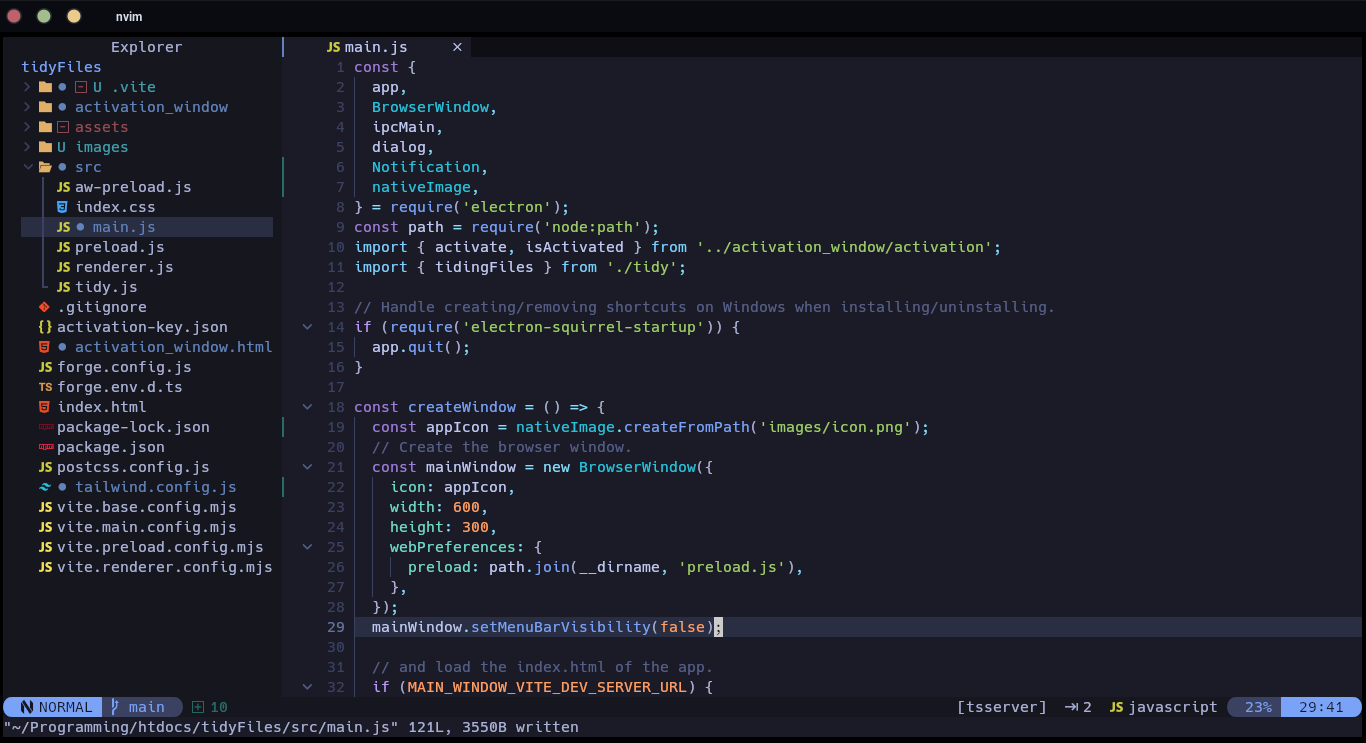 nvim
Explorer
tidyFiles
U .vite
activation_window
assets
U images
src
JS aw-preload.js
index.css
JS main.js
JS preload.js
JS renderer.js
JS tidy.js
.gitignore
{} activation-key.json
activation_window.html
JS forge.config.js
TS forge.env.d.ts
index.html
package-lock.json
package.json
JS postcss.config.js
tailwind.config.js
JS vite.base.config.mjs
JS vite.main.config.mjs
JS vite.preload.config.mjs
JS vite.renderer.config.mjs
JS main.js ×
1 const {
2 app,
3 BrowserWindow,
4 ipcMain,
5 dialog,
6 Notification,
7 nativeImage,
8 } = require('electron');
9 const path = require('node:path');
10 import { activate, isActivated } from '../activation_window/activation';
11 import { tidingFiles } from './tidy';
12
13 // Handle creating/removing shortcuts on Windows when installing/uninstalling.
14 if (require('electron-squirrel-startup')) {
15 app.quit();
16 }
17
18 const createWindow = () => {
19 const appIcon = nativeImage.createFromPath('images/icon.png');
20 // Create the browser window.
21 const mainWindow = new BrowserWindow({
22 icon: appIcon,
23 width: 600,
24 height: 300,
25 webPreferences: {
26 preload: path.join(__dirname, 'preload.js'),
27 },
28 });
29 mainWindow.setMenuBarVisibility(false);
30
31 // and load the index.html of the app.
32 if (MAIN_WINDOW_VITE_DEV_SERVER_URL) {
NORMAL main 10 [tsserver] 2 JS javascript 23% 29:41
"~/Programming/htdocs/tidyFiles/src/main.js" 121L, 3550B written